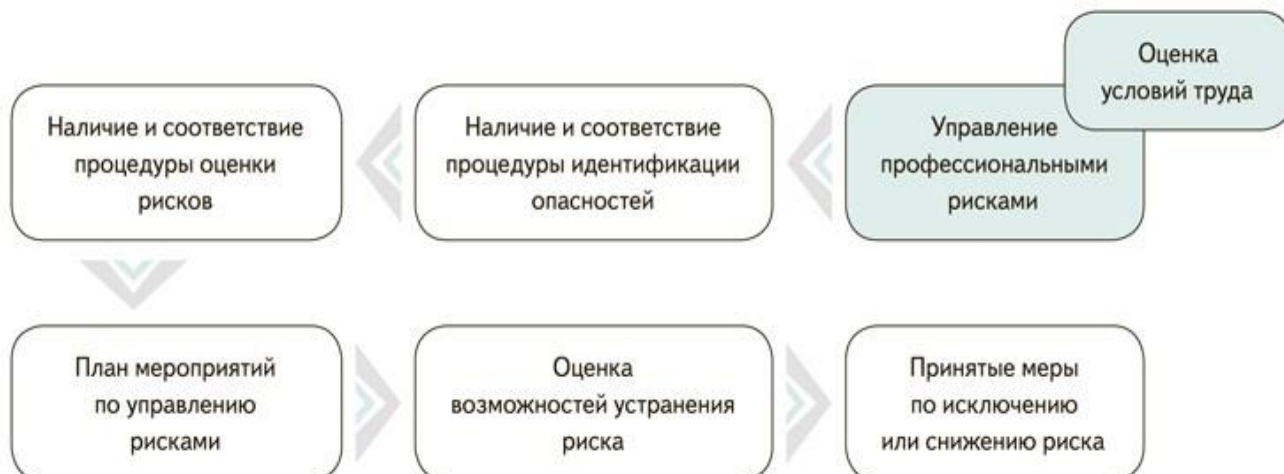 Оценка
условий труда
Управление
профессиональными
рисками
Наличие и соответствие
процедуры идентификации
опасностей
Наличие и соответствие
процедуры оценки
рисков
План мероприятий
по управлению
рисками
Оценка
возможностей устранения
риска
Принятые меры
по исключению
или снижению риска